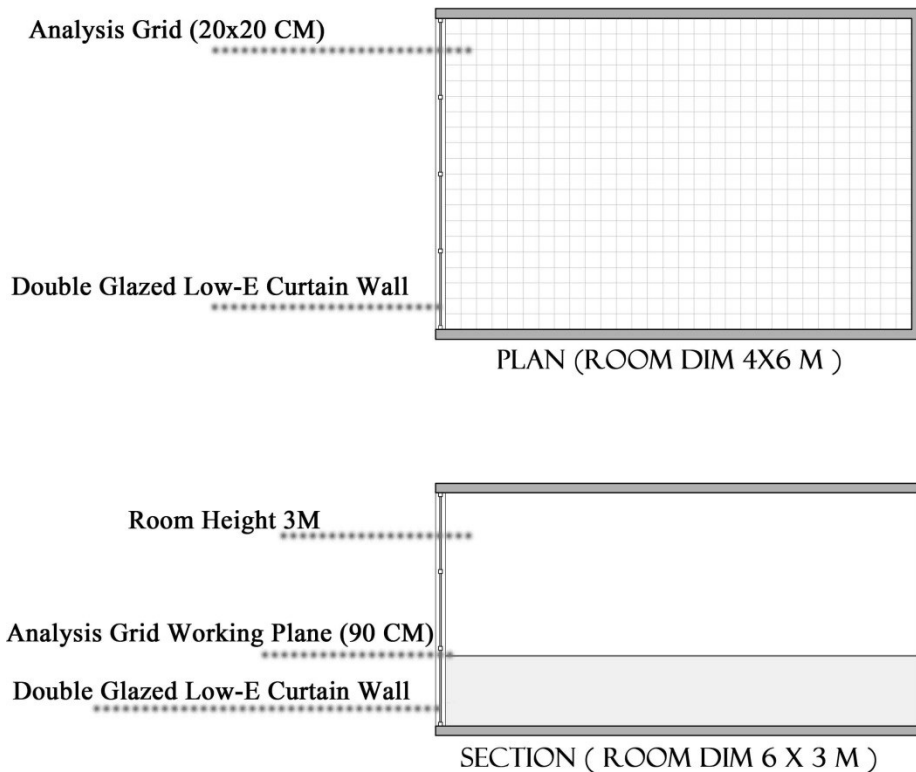 Analysis Grid (20x20 CM)
Double Glazed Low-E Curtain Wall
PLAN (ROOM DIM 4X6 M )
Room Height 3M
Analysis Grid Working Plane (90 CM)
Double Glazed Low-E Curtain Wall
SECTION ( ROOM DIM 6 X 3 M )